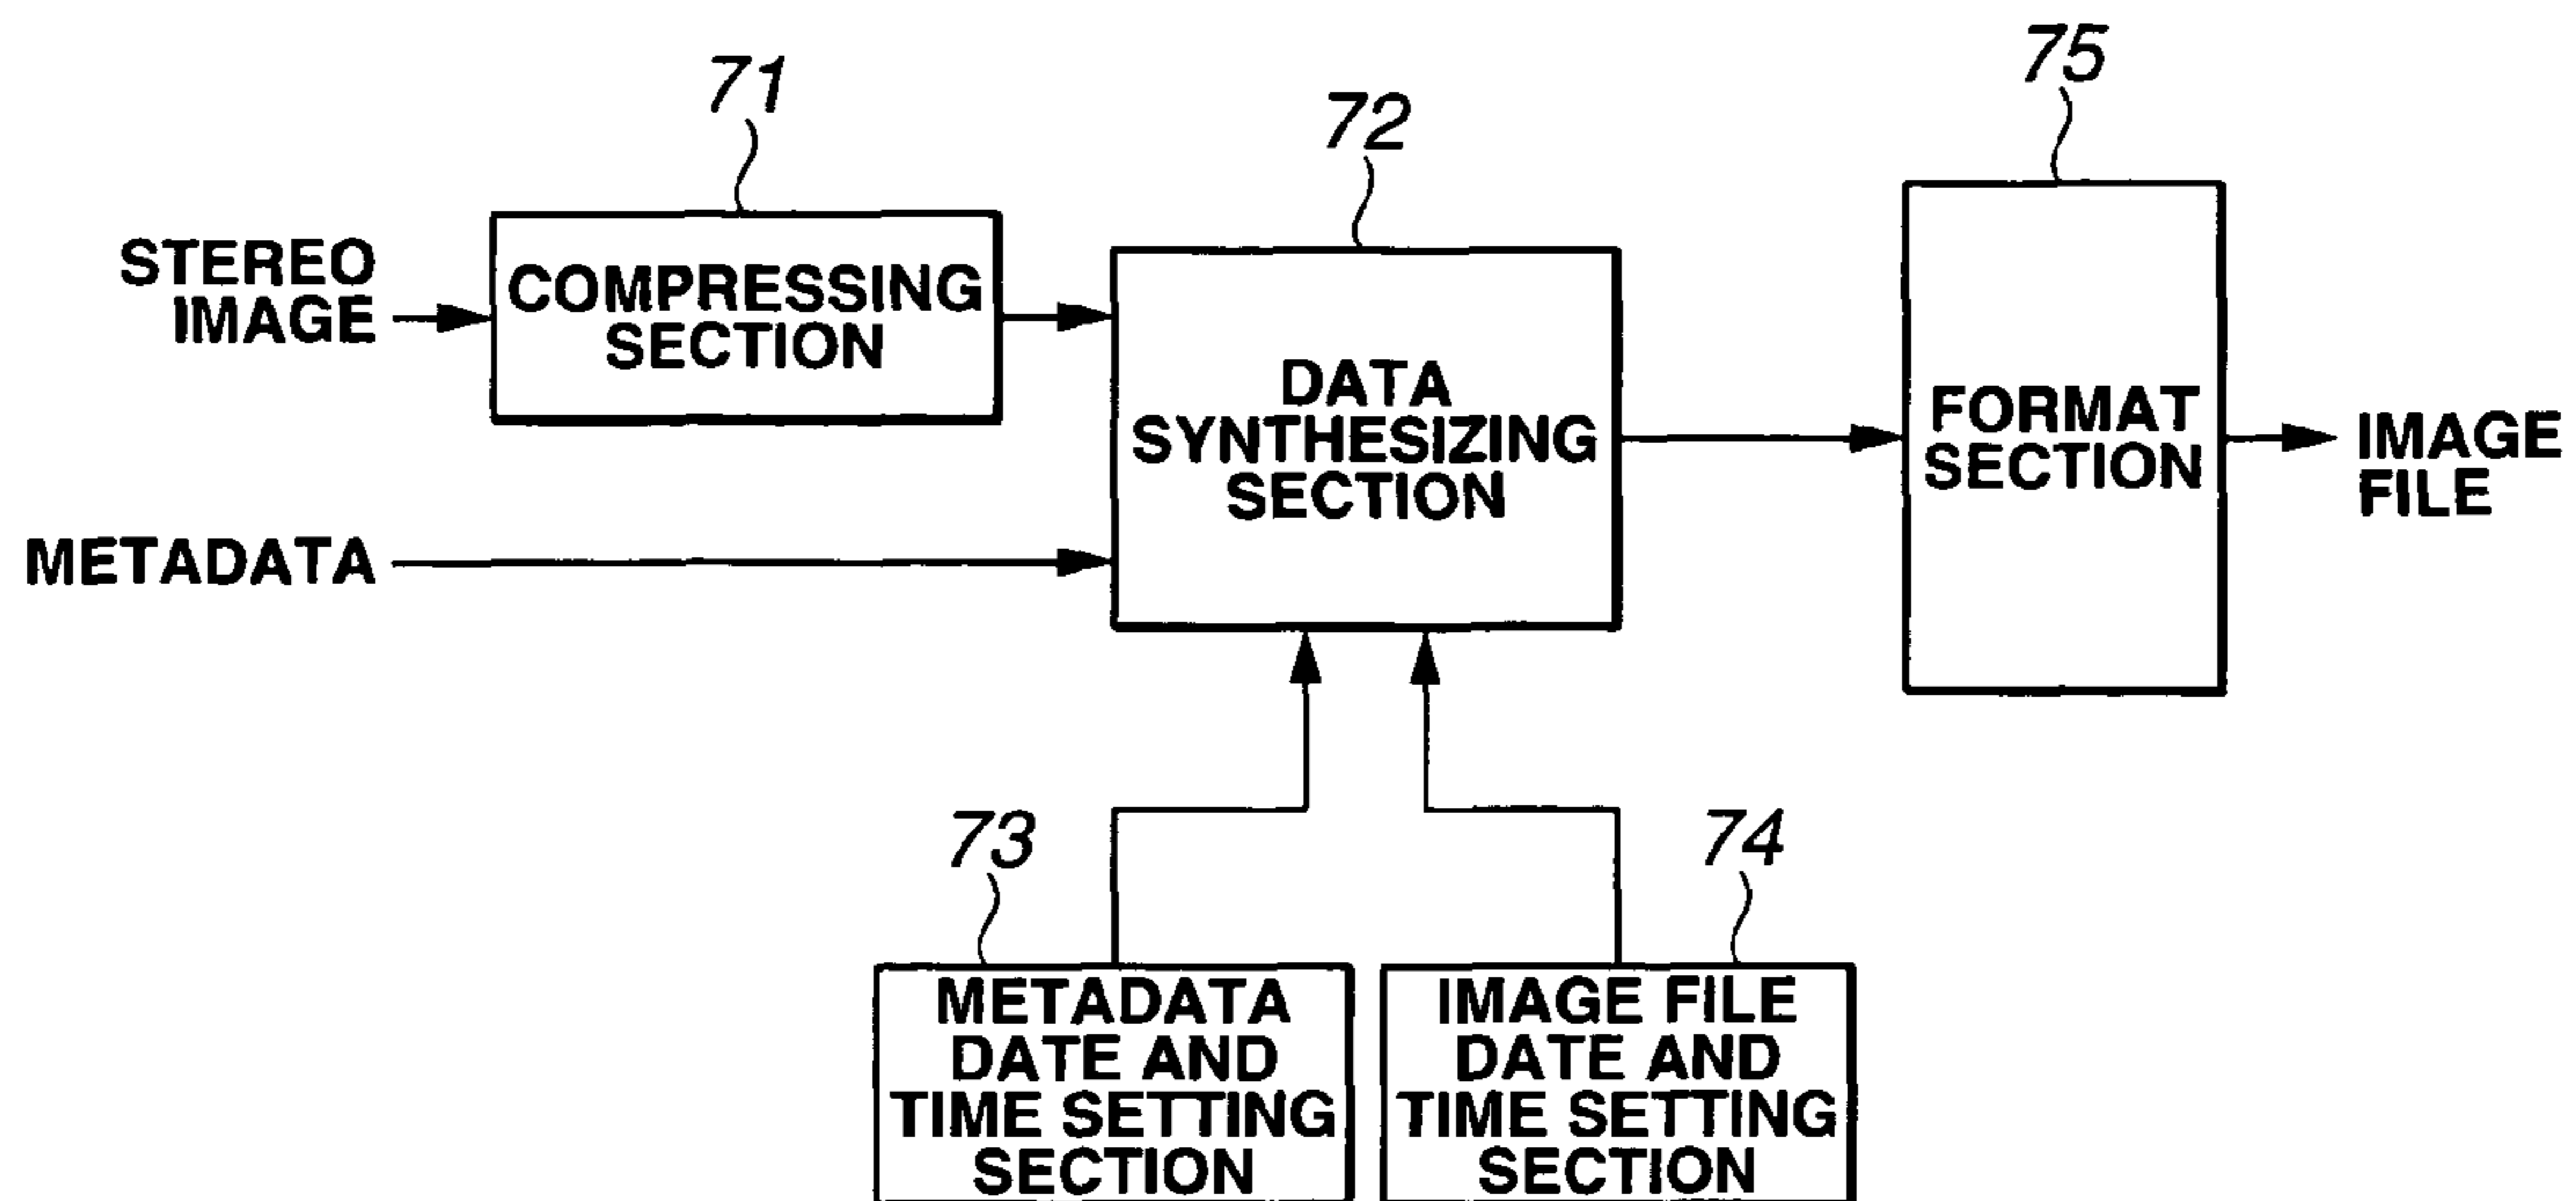 71
72
75
STEREO
IMAGE
COMPRESSING
SECTION
DATA
SYNTHESIZING
SECTION
FORMAT
SECTION
IMAGE
FILE
METADATA
73
74
METADATA
DATE AND
TIME SETTING
SECTION
IMAGE FILE
DATE AND
TIME SETTING
SECTION